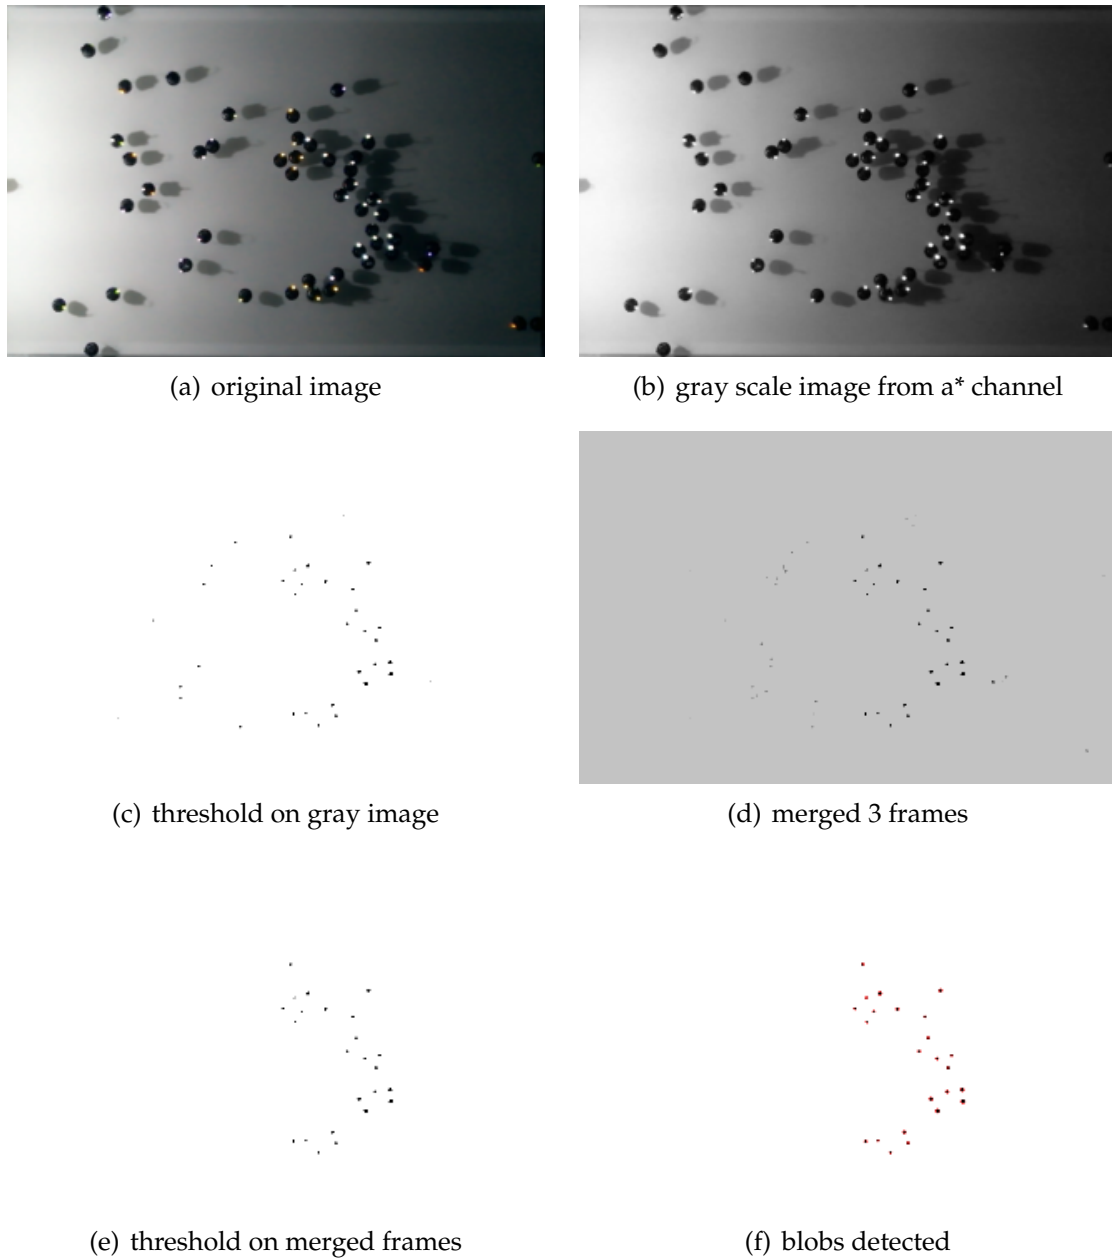 (a) original image
(b) gray scale image from a* channel
(c) threshold on gray image
(d) merged 3 frames
(e) threshold on merged frames
(f) blobs detected